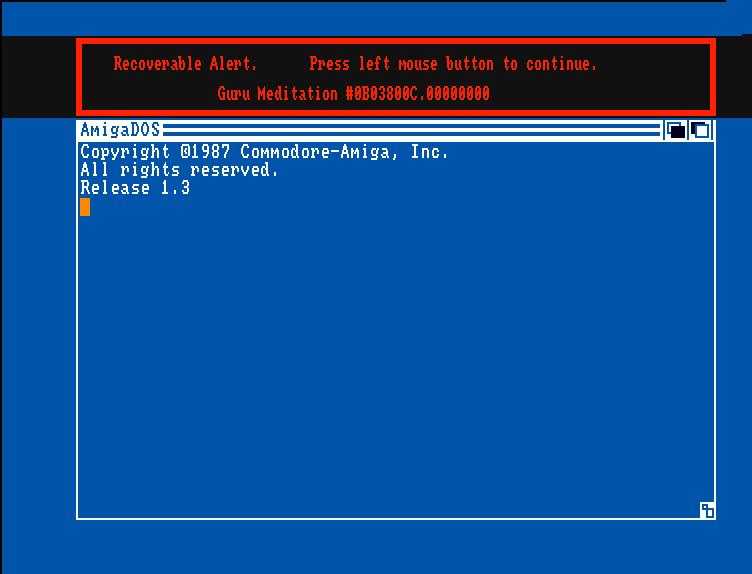 Recoverable Alert. Press left mouse button to continue.
Guru Meditation #0B03800C.00000000
AmigaDOS
Copyright @1987 Commodore-Amiga, Inc.
All rights reserved.
Release 1.3